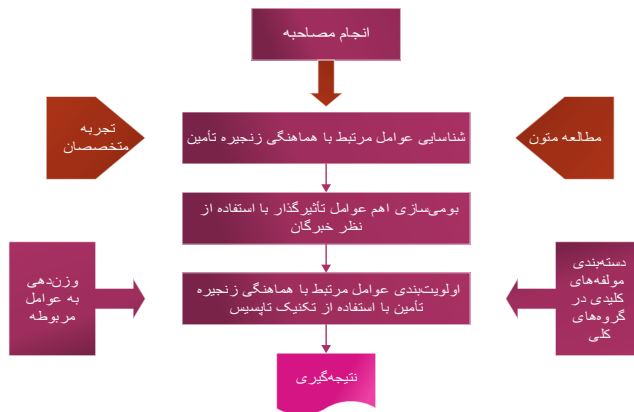 انجام مصاحبه
تجربه
متخصصان
شناسایی عوامل مرتبط با هماهنگی زنجیره تأمین
مطالعه متون
بومی‌سازی اهم عوامل تأثیرگذار با استفاده از
نظر خبرگان
وزن‌دهی
به عوامل
مربوطه
اولویت‌بندی عوامل مرتبط با هماهنگی زنجیره
تأمین با استفاده از تکنیک تاپسیس
دسته‌بندی
مولفه‌های
کلیدی در
گروه‌های
کلی
نتیجه‌گیری